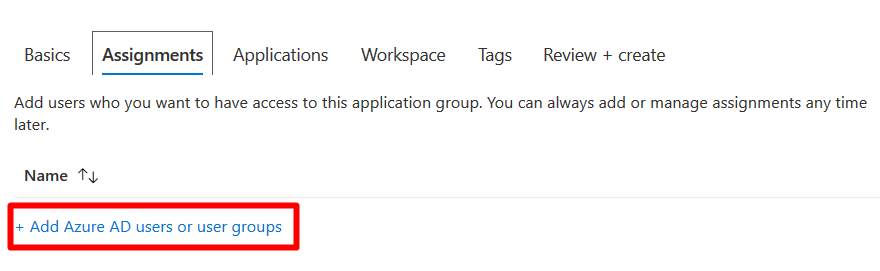 Basics Assignments Applications Workspace Tags Review + create
Add users who you want to have access to this application group. You can always add or manage assignments any time
later.
Name ↑↓
+ Add Azure AD users or user groups